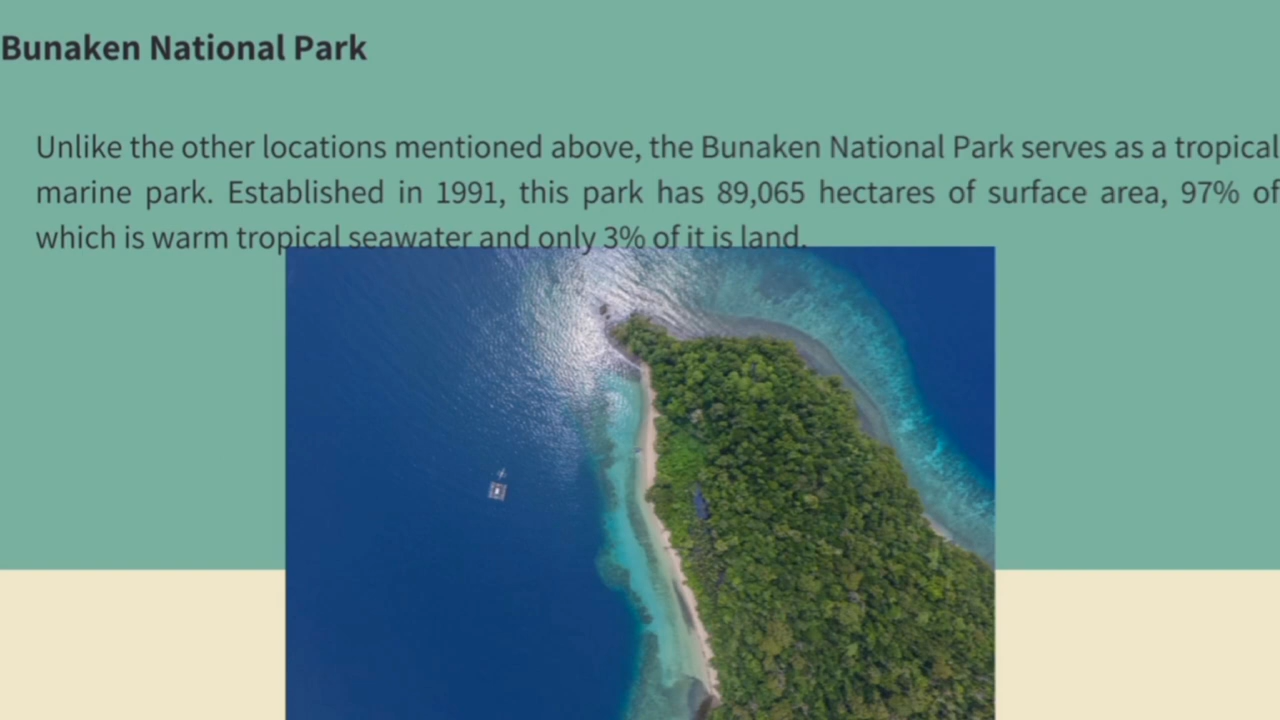 Bunaken National Park
Unlike the other locations mentioned above, the Bunaken National Park serves as a tropical
marine park. Established in 1991, this park has 89,065 hectares of surface area, 97% of
which is warm tropical seawater and only 3% of it is land.